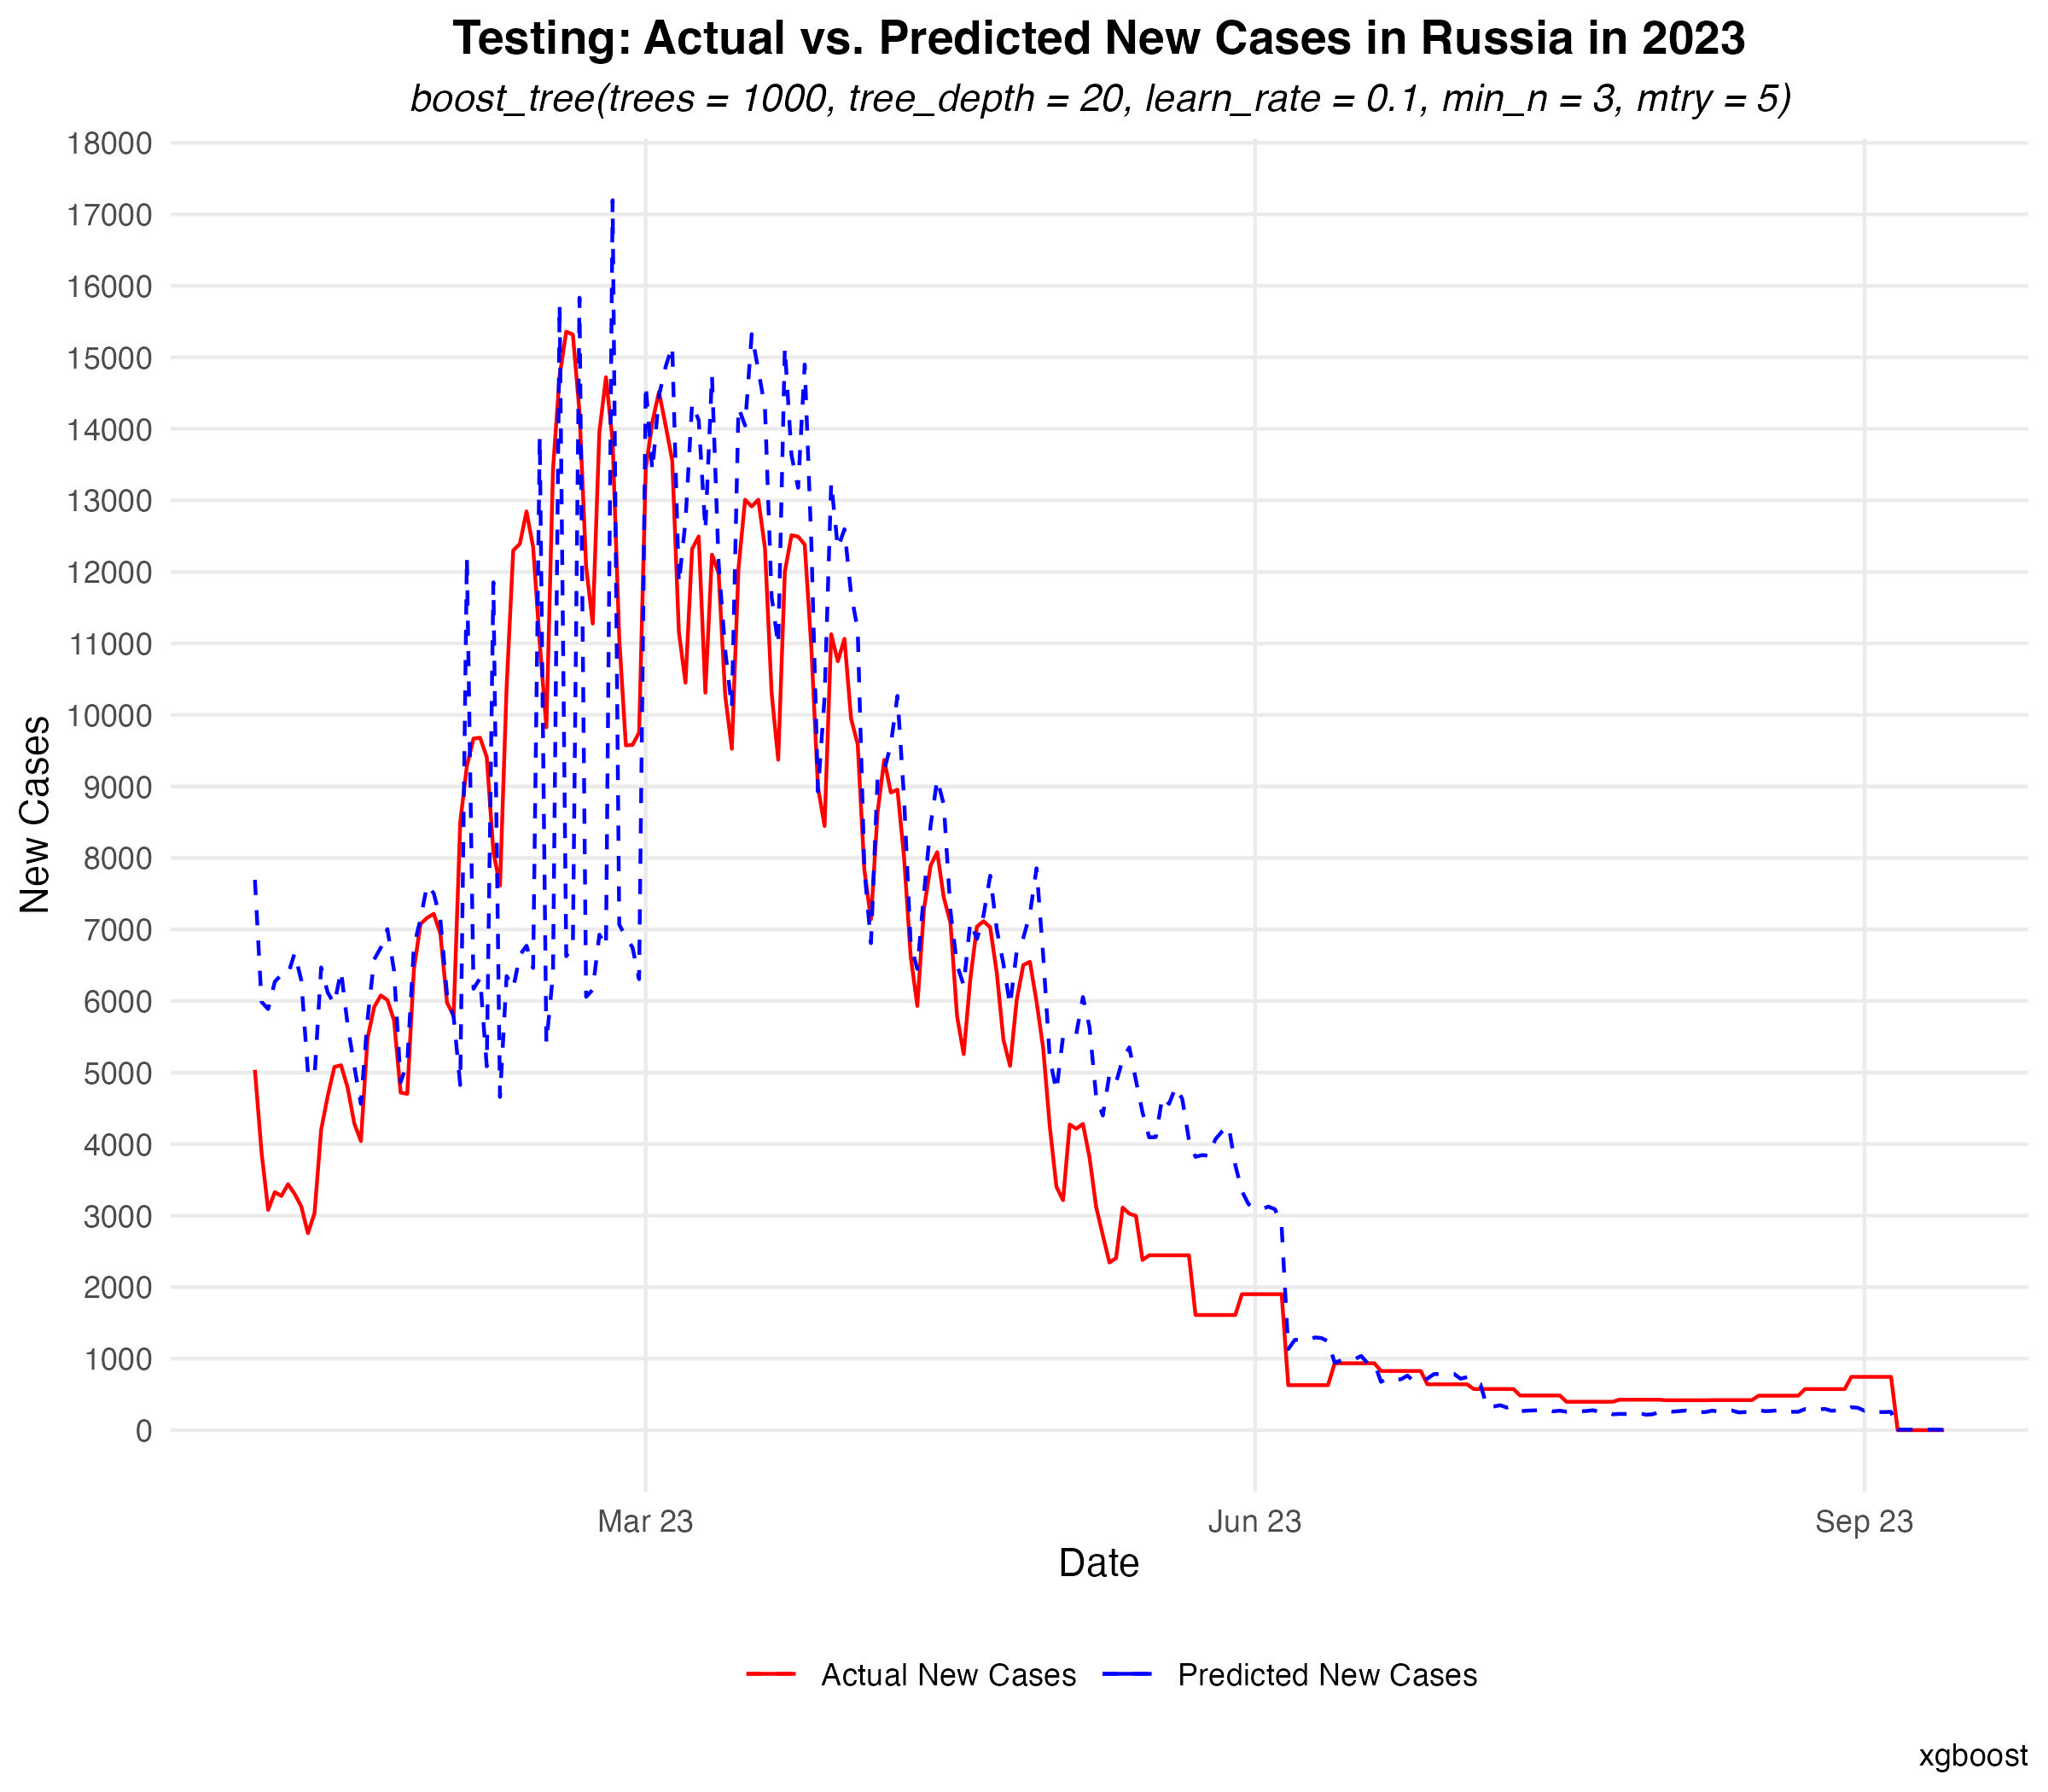 Testing: Actual vs. Predicted New Cases in Russia in 2023
boost_tree(trees = 1000, tree_depth = 20, learn_rate = 0.1, min_n = 3, mtry = 5)
18000
17000
16000
15000
14000
13000
12000
11000
10000
9000
8000
7000
6000
5000
4000
3000
2000
1000
0
New Cases
Mar 23 Jun 23 Sep 23
Date
Actual New Cases Predicted New Cases
xgboost